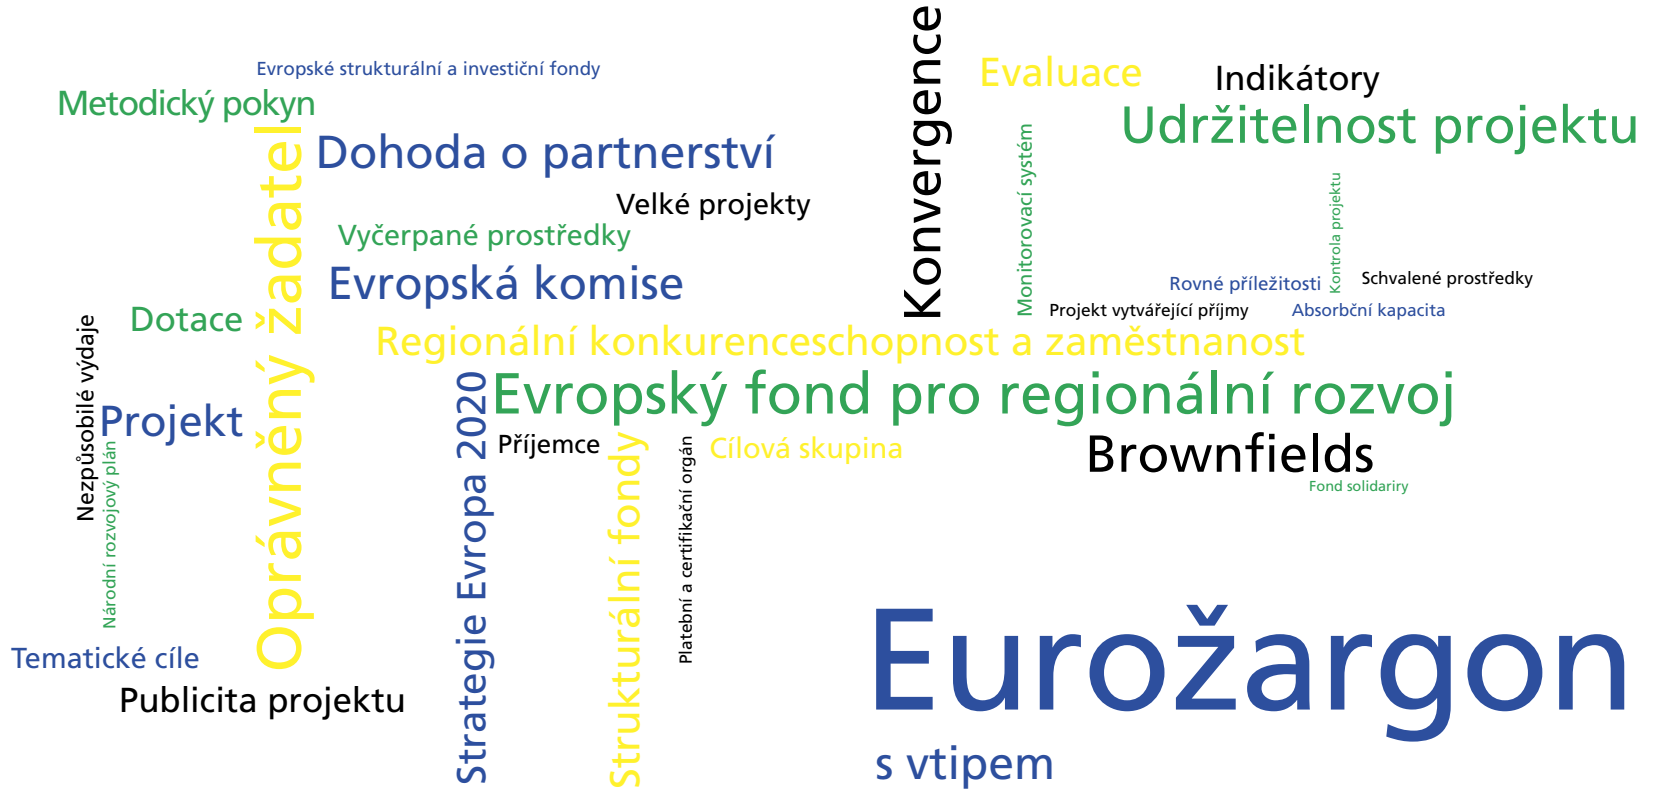 Evropské strukturální a investiční fondy
Metodický pokyn
Oprávněný žadatel
Dohoda o partnerství
Velké projekty
Vyčerpané prostředky
Evropská komise
Dotace
Nezpůsobilé výdaje
Projekt
Národní rozvojový plán
Tematické cíle
Publicita projektu
Konvergence
Evaluace
Indikátory
Udržitelnost projektu
Monitorovací systém
Kontrola projektu
Rovné příležitosti
Schvalené prostředky
Projekt vytvářející příjmy
Absorbční kapacita
Regionální konkurenceschopnost a zaměstnanost
Evropský fond pro regionální rozvoj
Strategie Evropa 2020
Příjemce
Strukturální fondy
Platební a certifikační orgán
Cílová skupina
Brownfields
Fond solidariry
Eurožargon
s vtipem